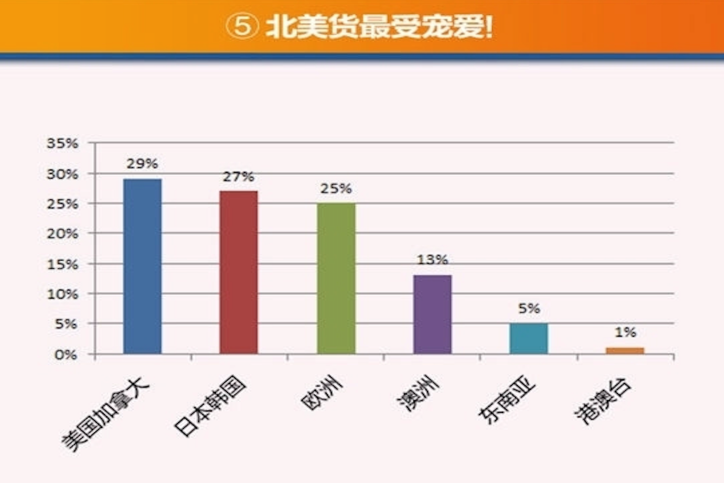 ⑤ 北美货最受宠爱!
35%
30%
25%
20%
15%
10%
5%
0%
29%
27%
25%
13%
5%
1%
美国加拿大
日本韩国
欧洲
澳洲
东南亚
港澳台